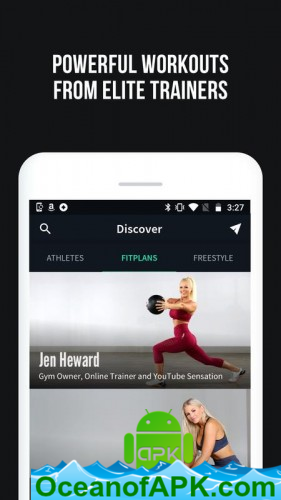 POWERFUL WORKOUTS
FROM ELITE TRAINERS
3:27
Discover
ATHLETES FITPLANS FREESTYLE
Jen Heward
Gym Owner, Online Trainer and YouTube Sensation
APK
OceanofAPK.com